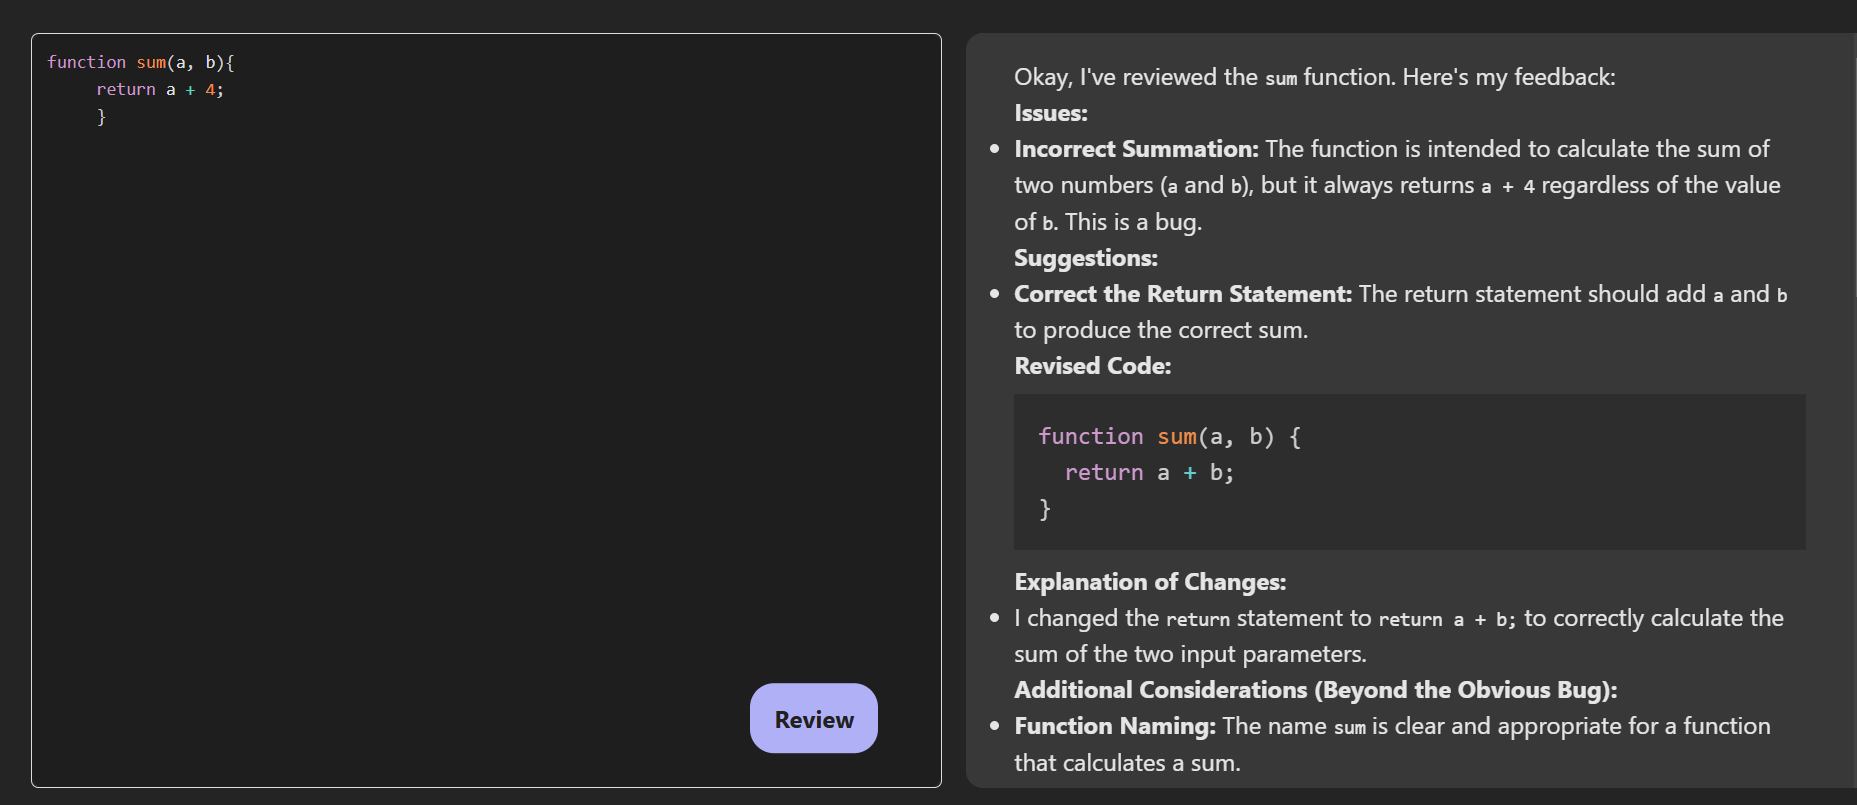 function sum(a, b){
return a + 4;
}
Review
Okay, I've reviewed the sum function. Here's my feedback:
Issues:
• Incorrect Summation: The function is intended to calculate the sum of
two numbers (a and b), but it always returns a + 4 regardless of the value
of b. This is a bug.
Suggestions:
• Correct the Return Statement: The return statement should add a and b
to produce the correct sum.
Revised Code:
function sum(a, b) {
return a + b;
}
Explanation of Changes:
• I changed the return statement to return a + b; to correctly calculate the
sum of the two input parameters.
Additional Considerations (Beyond the Obvious Bug):
• Function Naming: The name sum is clear and appropriate for a function
that calculates a sum.